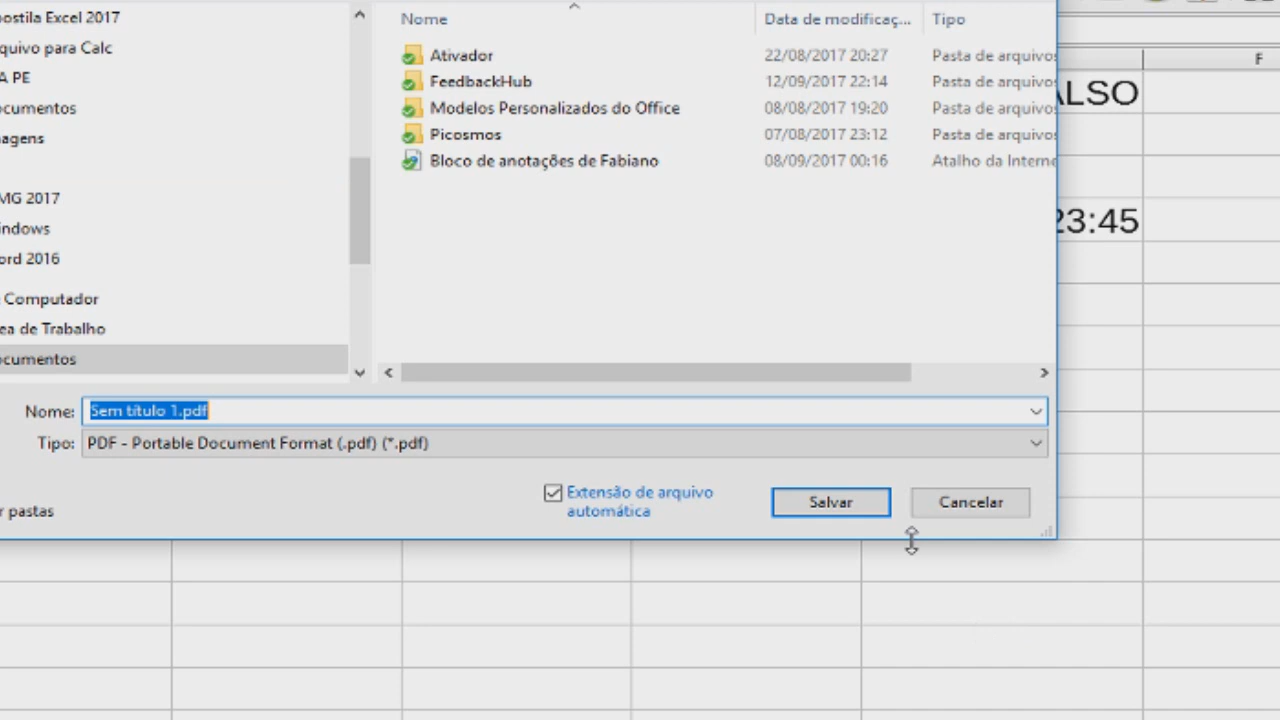 ostila Excel 2017
quivo para Calc
A PE
ocumentos
agens
MG 2017
indows
ord 2016
Computador
ea de Trabalho
ocumentos
Nome Data de modificaç... Tipo
Ativador 22/08/2017 20:27 Pasta de arquivos
FeedbackHub 12/09/2017 22:14 Pasta de arquivos
Modelos Personalizados do Office 08/08/2017 19:20 Pasta de arquivos
Picosmos 07/08/2017 23:12 Pasta de arquivos
Bloco de anotações de Fabiano 08/09/2017 00:16 Atalho da Interne
F
ALSO
23:45
Nome: Sem título 1.pdf
Tipo: PDF - Portable Document Format (.pdf) (*.pdf)
Extensão de arquivo
automática
Salvar
Cancelar
r pastas